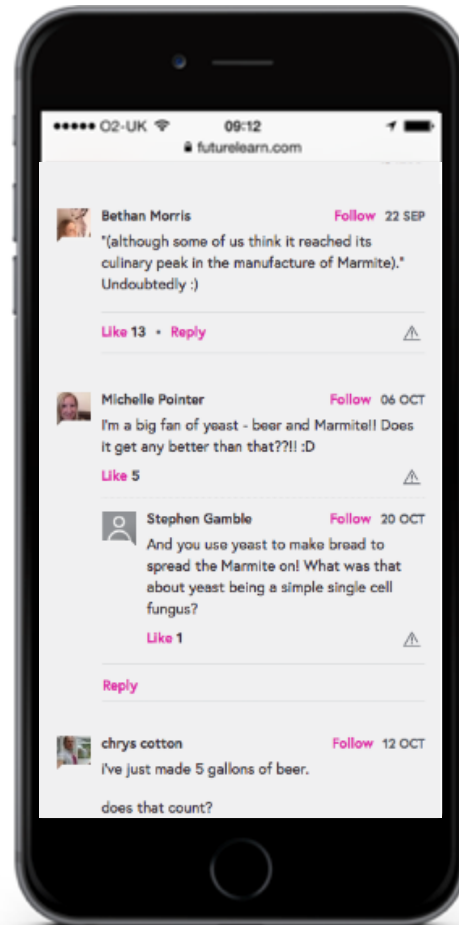 O2-UK 09:12
futurelearn.com
Bethan Morris Follow 22 SEP
"(although some of us think it reached its
culinary peak in the manufacture of Marmite)."
Undoubtedly :)
Like 13 • Reply
Michelle Pointer Follow 06 OCT
I'm a big fan of yeast - beer and Marmite!! Does
it get any better than that??!! :D
Like 5
Stephen Gamble Follow 20 OCT
And you use yeast to make bread to
spread the Marmite on! What was that
about yeast being a simple single cell
fungus?
Like 1
Reply
chrys cotton Follow 12 OCT
i've just made 5 gallons of beer.
does that count?